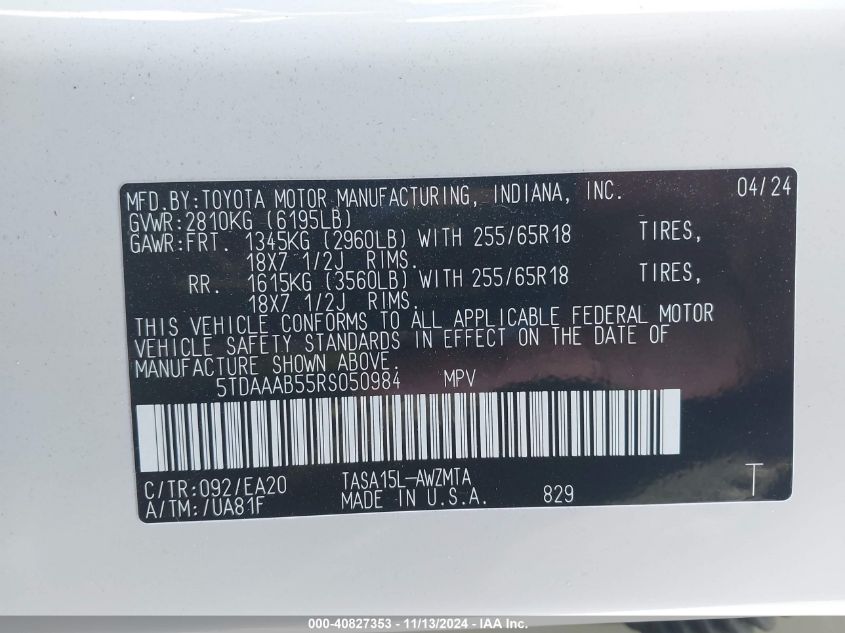 MFD.BY:TOYOTA MOTOR MANUFACTURING, INDIANA, INC. 04/24
GVWR:2810KG (6195LB)
GAWR:FRT. 1345KG (2960LB) WITH 255/65R18 TIRES,
18X7 1/2J RIMS.
RR. 1615KG (3560LB) WITH 255/65R18 TIRES,
18X7 1/2J RIMS.
THIS VEHICLE CONFORMS TO ALL APPLICABLE FEDERAL MOTOR
VEHICLE SAFETY STANDARDS IN EFFECT ON THE DATE OF
MANUFACTURE SHOWN ABOVE.
5TDAAAB55RS050984 MPV
C/TR:092/EA20 TASA15L-AWZMTA T
A/TM:/UA81F MADE IN U.S.A. 829
000-40827353 - 11/13/2024 - IAA Inc.